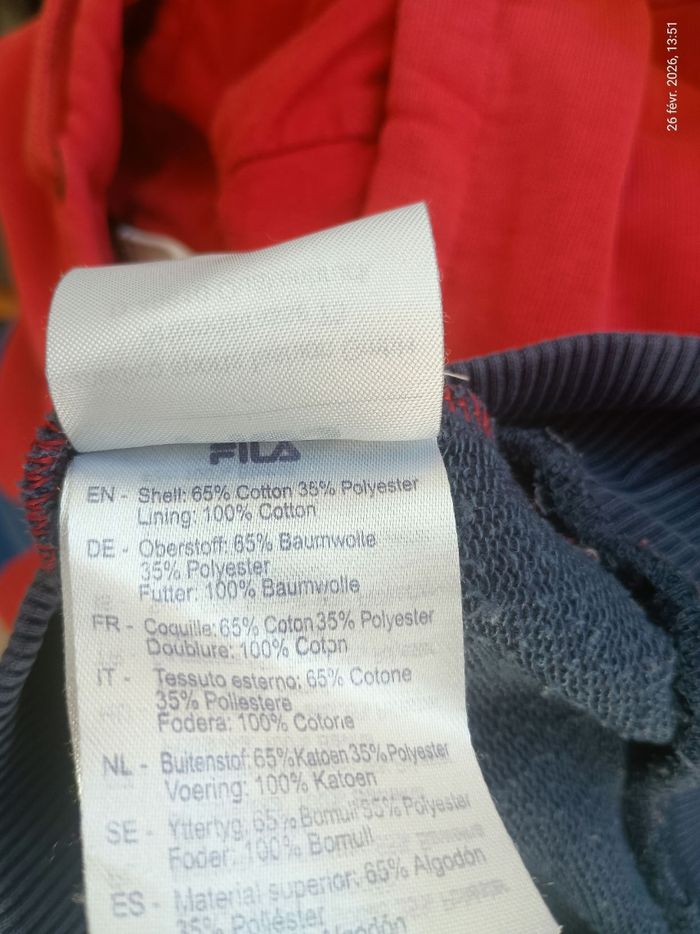 26 févr. 2026, 13:51
FILA
EN - Shell: 65% Cotton 35% Polyester
Lining: 100% Cotton
DE - Oberstoff: 65% Baumwolle
35% Polyester
Futter: 100% Baumwolle
FR - Coquille: 65% Coton 35% Polyester
Doublure: 100% Coton
IT - Tessuto esterno: 65% Cotone
35% Poliestere
Fodera: 100% Cotone
NL - Buitenstof: 65% Katoen 35% Polyester
Voering: 100% Katoen
SE - Yttertyg: 65% Bomull 35% Polyester
Foder: 100% Bomull
ES - Material superior: 65% Algodón
35% Poliéster
Algodón